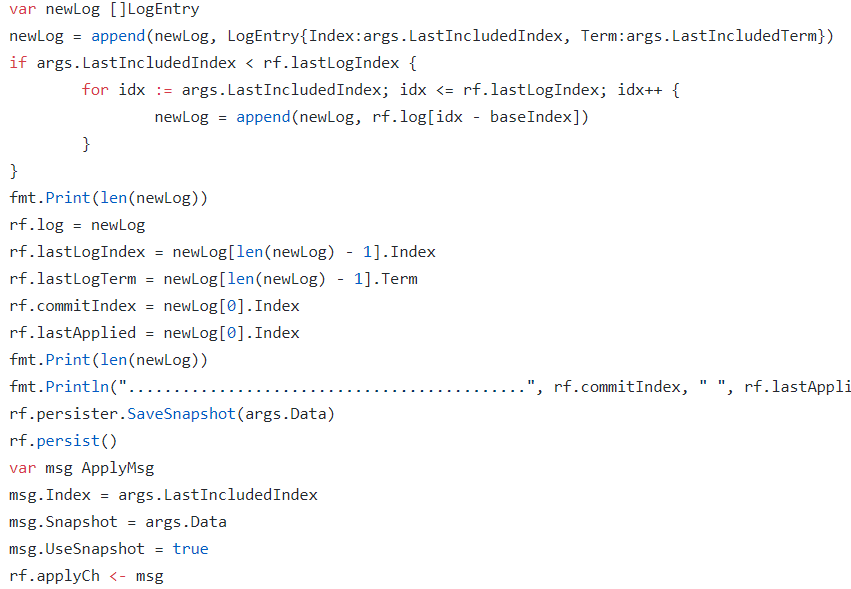 var newLog []LogEntry
newLog = append(newLog, LogEntry{Index:args.LastIncludedIndex, Term:args.LastIncludedTerm})
if args.LastIncludedIndex < rf.lastLogIndex {
        for idx := args.LastIncludedIndex; idx <= rf.lastLogIndex; idx++ {
                newLog = append(newLog, rf.log[idx - baseIndex])
        }
}
fmt.Print(len(newLog))
rf.log = newLog
rf.lastLogIndex = newLog[len(newLog) - 1].Index
rf.lastLogTerm = newLog[len(newLog) - 1].Term
rf.commitIndex = newLog[0].Index
rf.lastApplied = newLog[0].Index
fmt.Print(len(newLog))
fmt.Println("............................................", rf.commitIndex, " ", rf.lastAppli
rf.persister.SaveSnapshot(args.Data)
rf.persist()
var msg ApplyMsg
msg.Index = args.LastIncludedIndex
msg.Snapshot = args.Data
msg.UseSnapshot = true
rf.applyCh <- msg